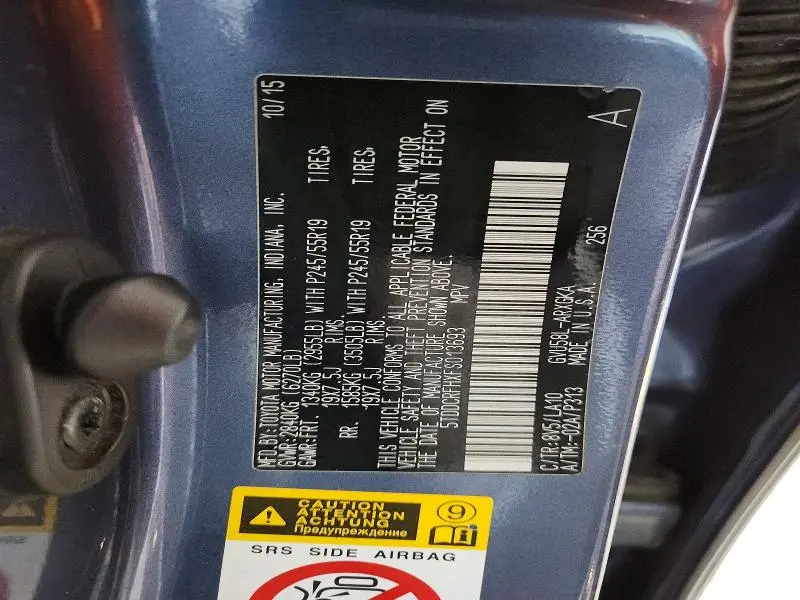 MFD.BY:TOYOTA MOTOR MANUFACTURING, INDIANA, INC. 10/15
GVWR:2840KG (6270LB)
GAWR:FRT. 1340KG (2955LB) WITH P245/55R19 TIRES,
19X7.5J RIMS,
RR. 1585KG (3505LB) WITH P245/55R19 TIRES,
19X7.5J RIMS,
THIS VEHICLE CONFORMS TO ALL APPLICABLE FEDERAL MOTOR
VEHICLE SAFETY AND THEFT PREVENTION STANDARDS IN EFFECT ON
THE DATE OF MANUFACTURE SHOWN ABOVE.
5TDDCRFHXFS013693 MPV
256
C/TR:8V5/LA10 GVU58L-ARXGKA
A/TM:-02A/P313 MADE IN U.S.A.
A
CAUTION
ATTENTION
ACHTUNG
Предупреждение
9
SRS SIDE AIRBAG